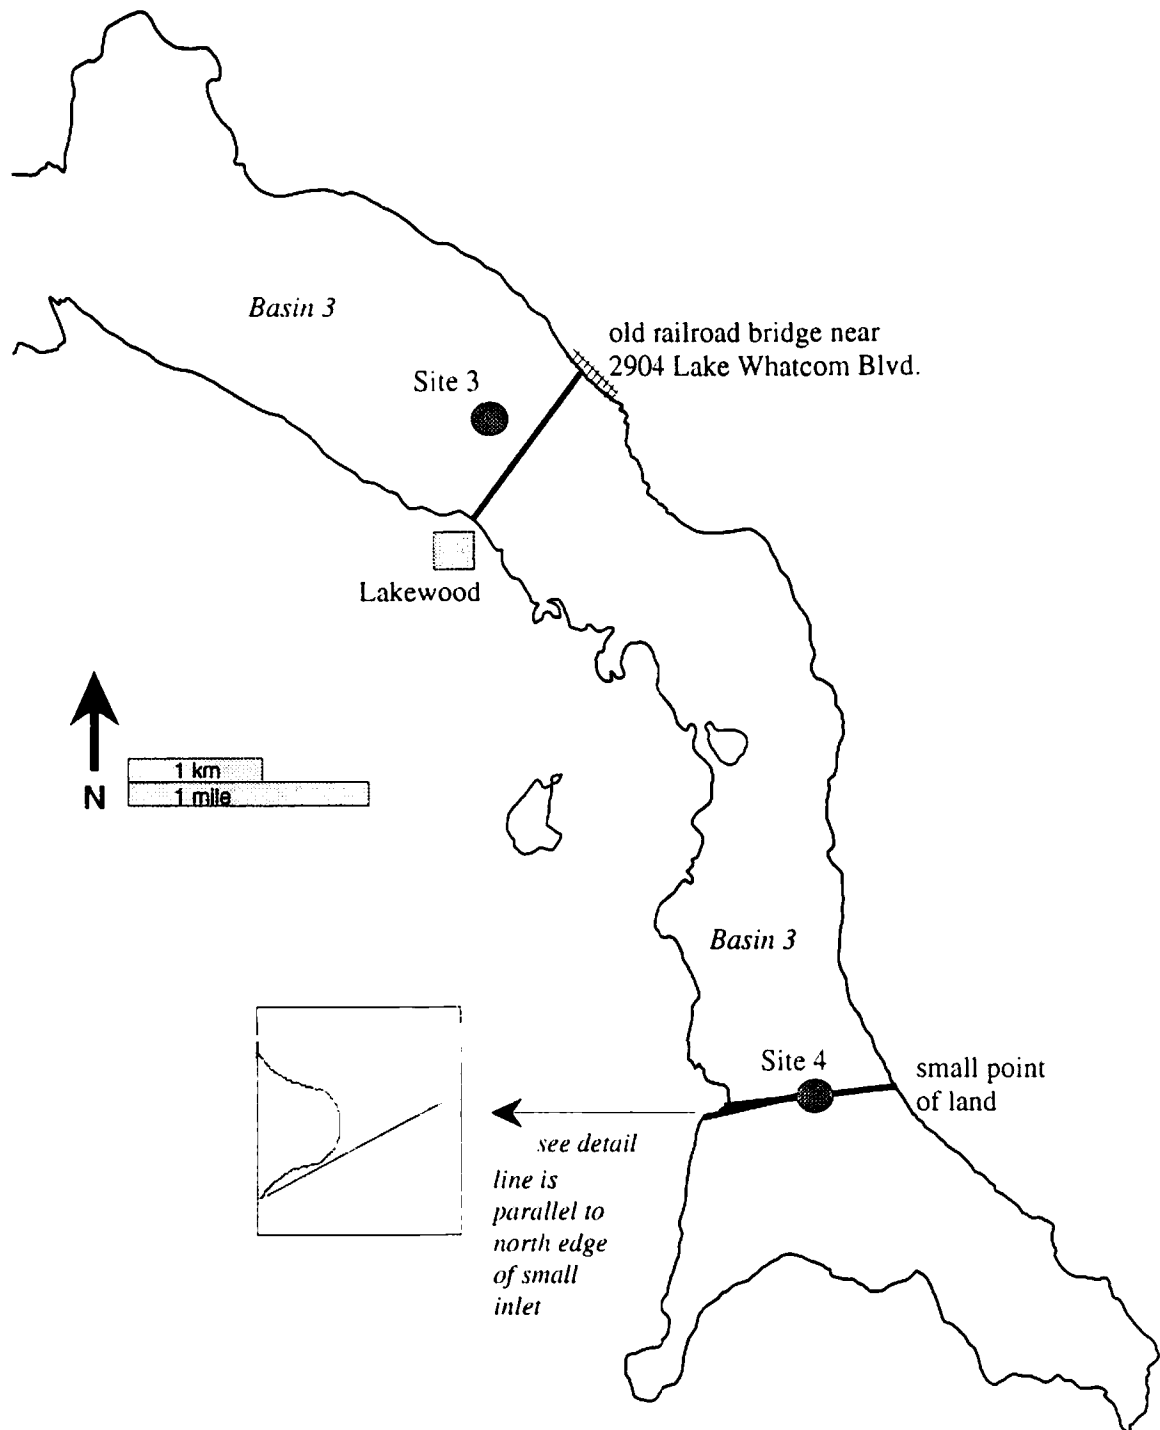 Basin 3
old railroad bridge near
2904 Lake Whatcom Blvd.
Site 3
Lakewood
N
1 km
1 mile
Basin 3
Site 4
small point
of land
see detail
line is
parallel to
north edge
of small
inlet